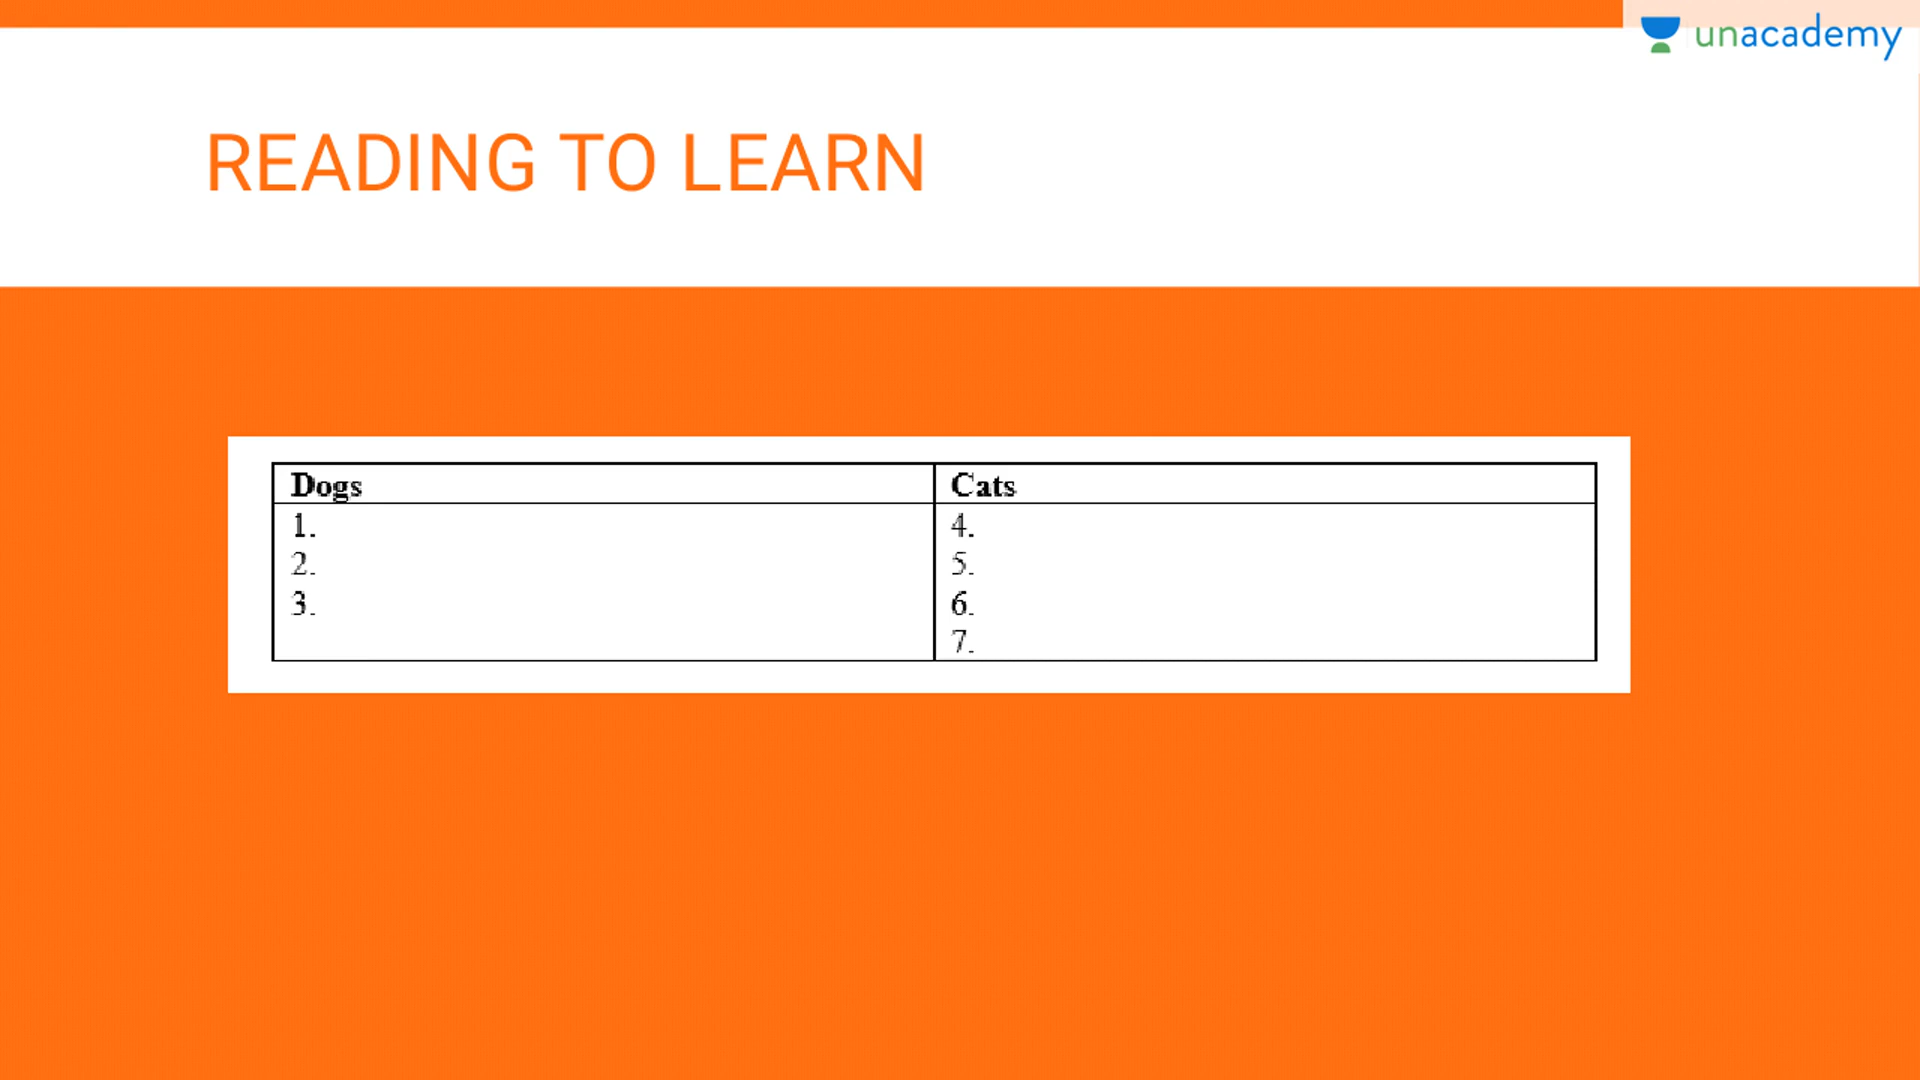 unacademy
READING TO LEARN
Dogs
Cats
1.
2.
3.
4.
5.
6.
7.